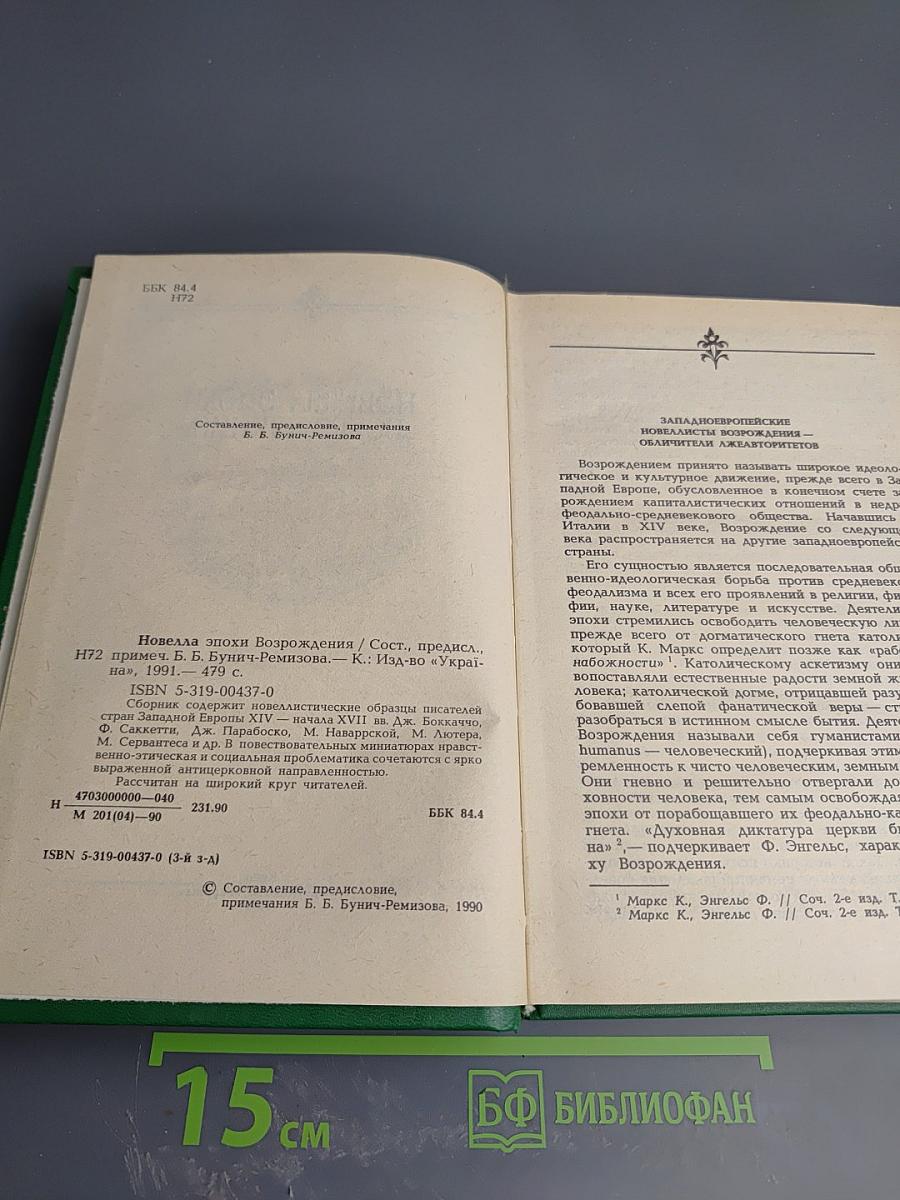 ББК 84.4
Н72
Составление, предисловие, примечания
Б. Б. Бунич-Ремизова
Новелла эпохи Возрождения / Сост., предисл.,
Н72 примеч. Б. Б. Бунич-Ремизова.— К.: Изд-во «Украї-
на», 1991.— 479 с.
ISBN 5-319-00437-0
Сборник содержит новеллистические образцы писателей
стран Западной Европы XIV — начала XVII вв. Дж. Боккаччо,
Ф. Саккетти, Дж. Парабоско, М. Наваррской, М. Лютера,
М. Сервантеса и др. В повествовательных миниатюрах нравст-
венно-этическая и социальная проблематика сочетаются с ярко
выраженной антицерковной направленностью.
Рассчитан на широкий круг читателей.
Н 4703000000—040
М 201(04)—90
231.90
ББК 84.4
ISBN 5-319-00437-0 (3-й з-д)
© Составление, предисловие,
примечания Б. Б. Бунич-Ремизова, 1990
ЗАПАДНОЕВРОПЕЙСКИЕ
НОВЕЛЛИСТЫ ВОЗРОЖДЕНИЯ —
ОБЛИЧИТЕЛИ ЛЖЕАВТОРИТЕТОВ
Возрождением принято называть широкое идеоло-
гическое и культурное движение, прежде всего в За
падной Европе, обусловленное в конечном счете за
рождением капиталистических отношений в недр
феодально-средневекового общества. Начавшись
Италии в XIV веке, Возрождение со следующ
века распространяется на другие западноевропейс
страны.
Его сущностью является последовательная общ
венно-идеологическая борьба против средневек
феодализма и всех его проявлений в религии, фи
фии, науке, литературе и искусстве. Деятели
эпохи стремились освободить человеческую ли
прежде всего от догматического гнета катол
который К. Маркс определит позже как «раб
набожности» ¹. Католическому аскетизму они
вопоставляли естественные радости земной ж
ловека; католической догме, отрицавшей разу
бовавшей слепой фанатической веры — ст
разобраться в истинном смысле бытия. Деят
Возрождения называли себя гуманистами
humanus — человеческий), подчеркивая этим
ремленность к чисто человеческим, земным
Они гневно и решительно отвергали до
ховности человека, тем самым освобождая
эпохи от порабощавшего их феодально-ка
гнета. «Духовная диктатура церкви б
на» ²,— подчеркивает Ф. Энгельс, харак
ху Возрождения.
¹ Маркс К., Энгельс Ф. // Соч. 2-е изд. Т.
² Маркс К., Энгельс Ф. // Соч. 2-е изд. Т
15 см
БФ БИБЛИОФАН